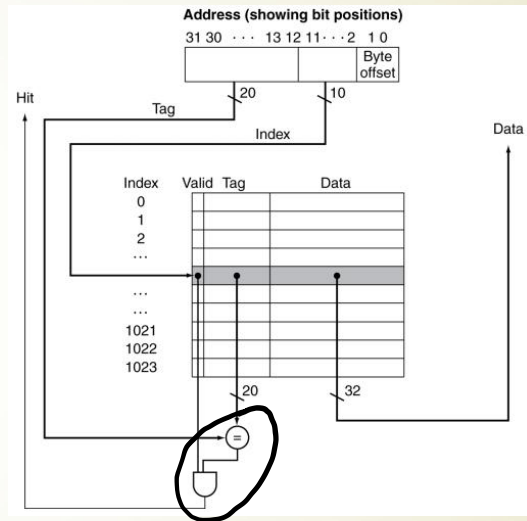 Address (showing bit positions)
31 30 · · · 13 12 11 · · · 2 1 0
Byte
offset
20
10
Hit
Tag
Index
Data
Index Valid Tag Data
0
1
2
...
...
...
1021
1022
1023
20
32
=